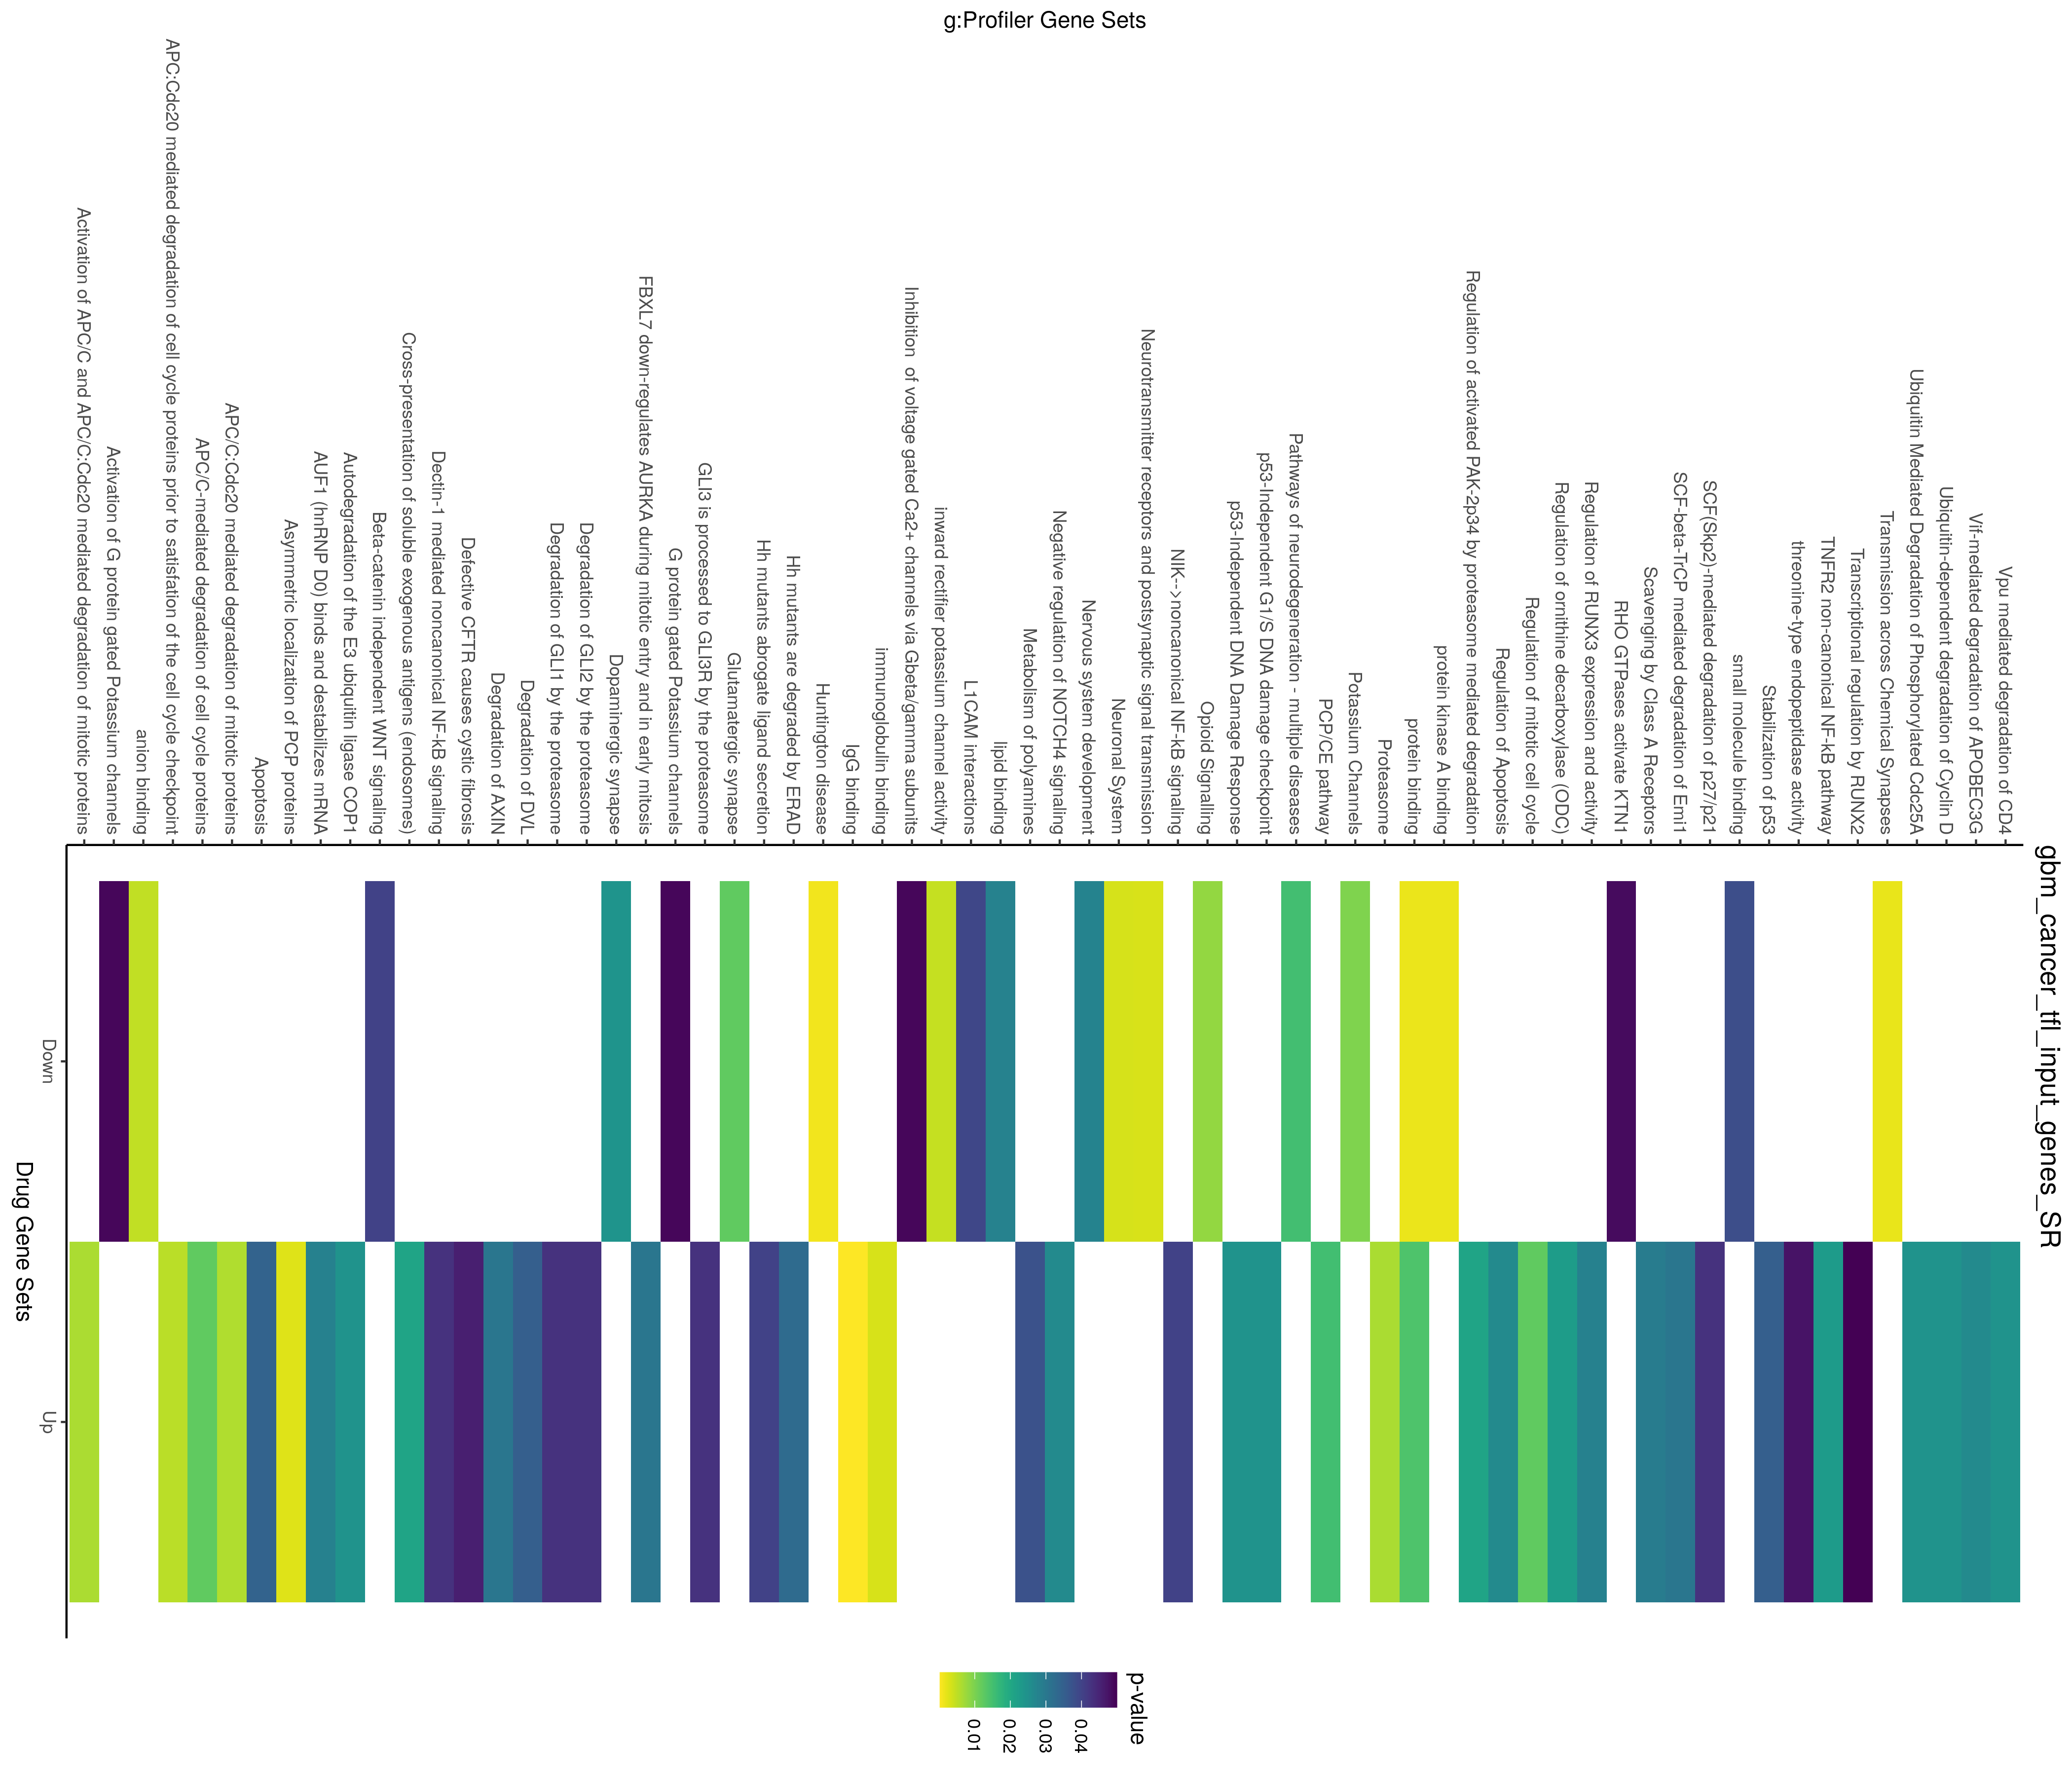 gbm_cancer_tfl_input_genes_SR
g:Profiler Gene Sets
Vpu mediated degradation of CD4
Vif-mediated degradation of APOBEC3G
Ubiquitin-dependent degradation of Cyclin D
Ubiquitin Mediated Degradation of Phosphorylated Cdc25A
Transmission across Chemical Synapses
Transcriptional regulation by RUNX2
TNFR2 non-canonical NF-kB pathway
threonine-type endopeptidase activity
Stabilization of p53
small molecule binding
SCF(Skp2)-mediated degradation of p27/p21
SCF-beta-TrCP mediated degradation of Emi1
Scavenging by Class A Receptors
RHO GTPases activate KTN1
Regulation of RUNX3 expression and activity
Regulation of ornithine decarboxylase (ODC)
Regulation of mitotic cell cycle
Regulation of Apoptosis
Regulation of activated PAK-2p34 by proteasome mediated degradation
protein kinase A binding
protein binding
Proteasome
Potassium Channels
PCP/CE pathway
Pathways of neurodegeneration - multiple diseases
p53-Independent G1/S DNA damage checkpoint
p53-Independent DNA Damage Response
Opioid Signalling
NIK-->noncanonical NF-kB signaling
Neurotransmitter receptors and postsynaptic signal transmission
Neuronal System
Nervous system development
Negative regulation of NOTCH4 signaling
Metabolism of polyamines
lipid binding
L1CAM interactions
inward rectifier potassium channel activity
Inhibition  of voltage gated Ca2+ channels via Gbeta/gamma subunits
immunoglobulin binding
IgG binding
Huntington disease
Hh mutants are degraded by ERAD
Hh mutants abrogate ligand secretion
Glutamatergic synapse
GLI3 is processed to GLI3R by the proteasome
G protein gated Potassium channels
FBXL7 down-regulates AURKA during mitotic entry and in early mitosis
Dopaminergic synapse
Degradation of GLI2 by the proteasome
Degradation of GLI1 by the proteasome
Degradation of DVL
Degradation of AXIN
Defective CFTR causes cystic fibrosis
Dectin-1 mediated noncanonical NF-kB signaling
Cross-presentation of soluble exogenous antigens (endosomes)
Beta-catenin independent WNT signaling
Autodegradation of the E3 ubiquitin ligase COP1
AUF1 (hnRNP D0) binds and destabilizes mRNA
Asymmetric localization of PCP proteins
Apoptosis
APC/C:Cdc20 mediated degradation of mitotic proteins
APC/C-mediated degradation of cell cycle proteins
APC:Cdc20 mediated degradation of cell cycle proteins prior to satisfation of the cell cycle checkpoint
anion binding
Activation of G protein gated Potassium channels
Activation of APC/C and APC/C:Cdc20 mediated degradation of mitotic proteins
Down
Up
Drug Gene Sets
p-value
0.04
0.03
0.02
0.01